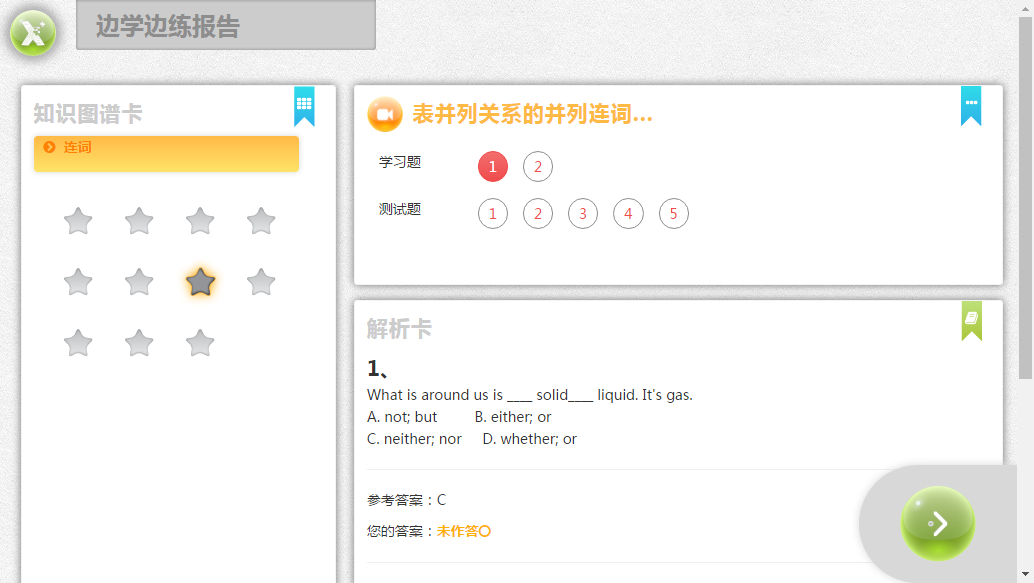 边学边练报告
知识图谱卡
连词
表并列关系的并列连词...
学习题 1 2
测试题 1 2 3 4 5
解析卡
1、
What is around us is ____ solid____ liquid. It's gas.
A. not; but B. either; or
C. neither; nor D. whether; or
参考答案：C
您的答案：未作答〇